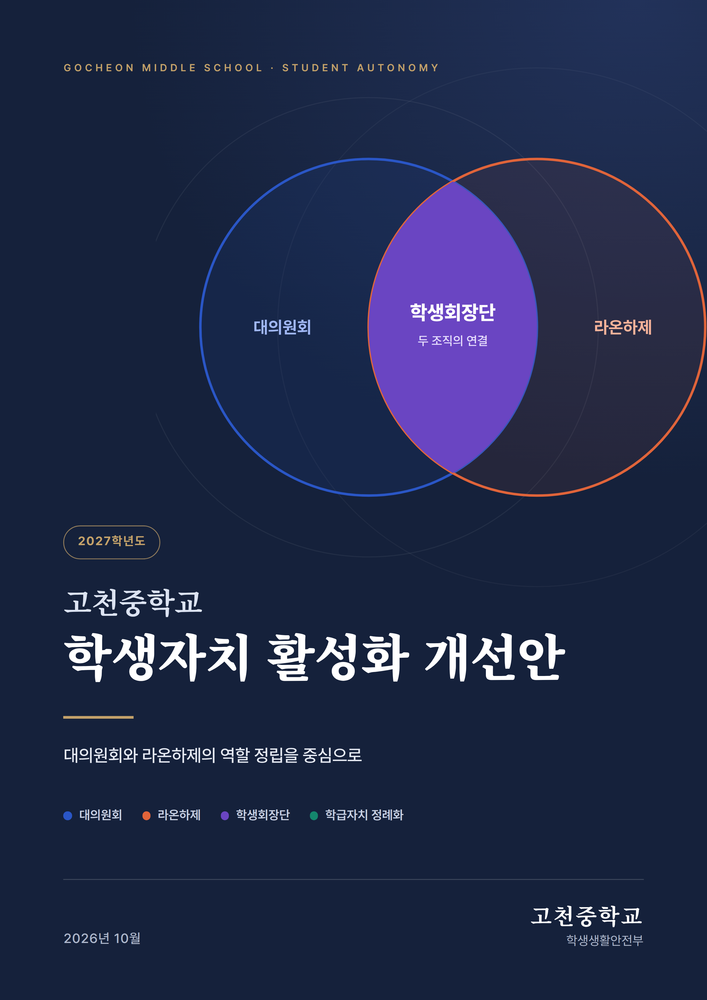 GOCHEON MIDDLE SCHOOL · STUDENT AUTONOMY
대의원회
학생회장단
두 조직의 연결
라온하제
2027학년도
고천중학교
학생자치 활성화 개선안
대의원회와 라온하제의 역할 정립을 중심으로
대의원회 라온하제 학생회장단 학급자치 정례화
2026년 10월
고천중학교
학생생활안전부